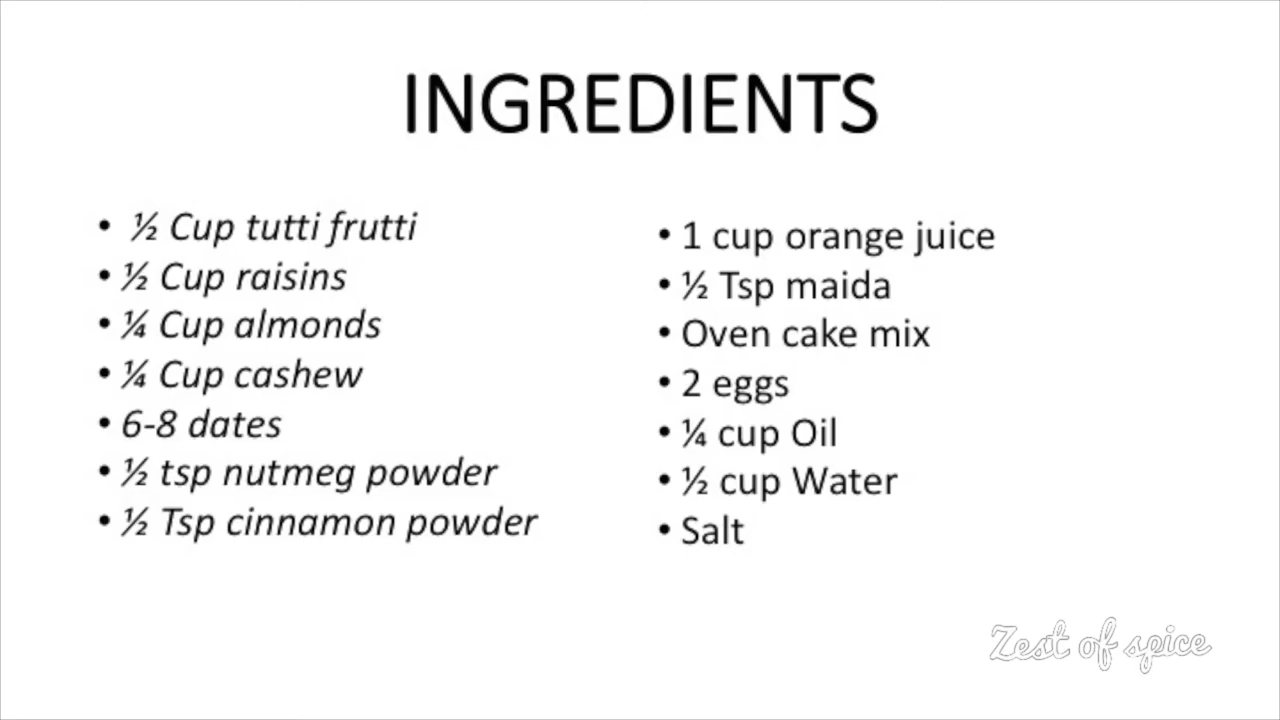 INGREDIENTS
• ½ Cup tutti frutti
• ½ Cup raisins
• ¼ Cup almonds
• ¼ Cup cashew
• 6-8 dates
• ½ tsp nutmeg powder
• ½ Tsp cinnamon powder
• 1 cup orange juice
• ½ Tsp maida
• Oven cake mix
• 2 eggs
• ¼ cup Oil
• ½ cup Water
• Salt
Zest of spice